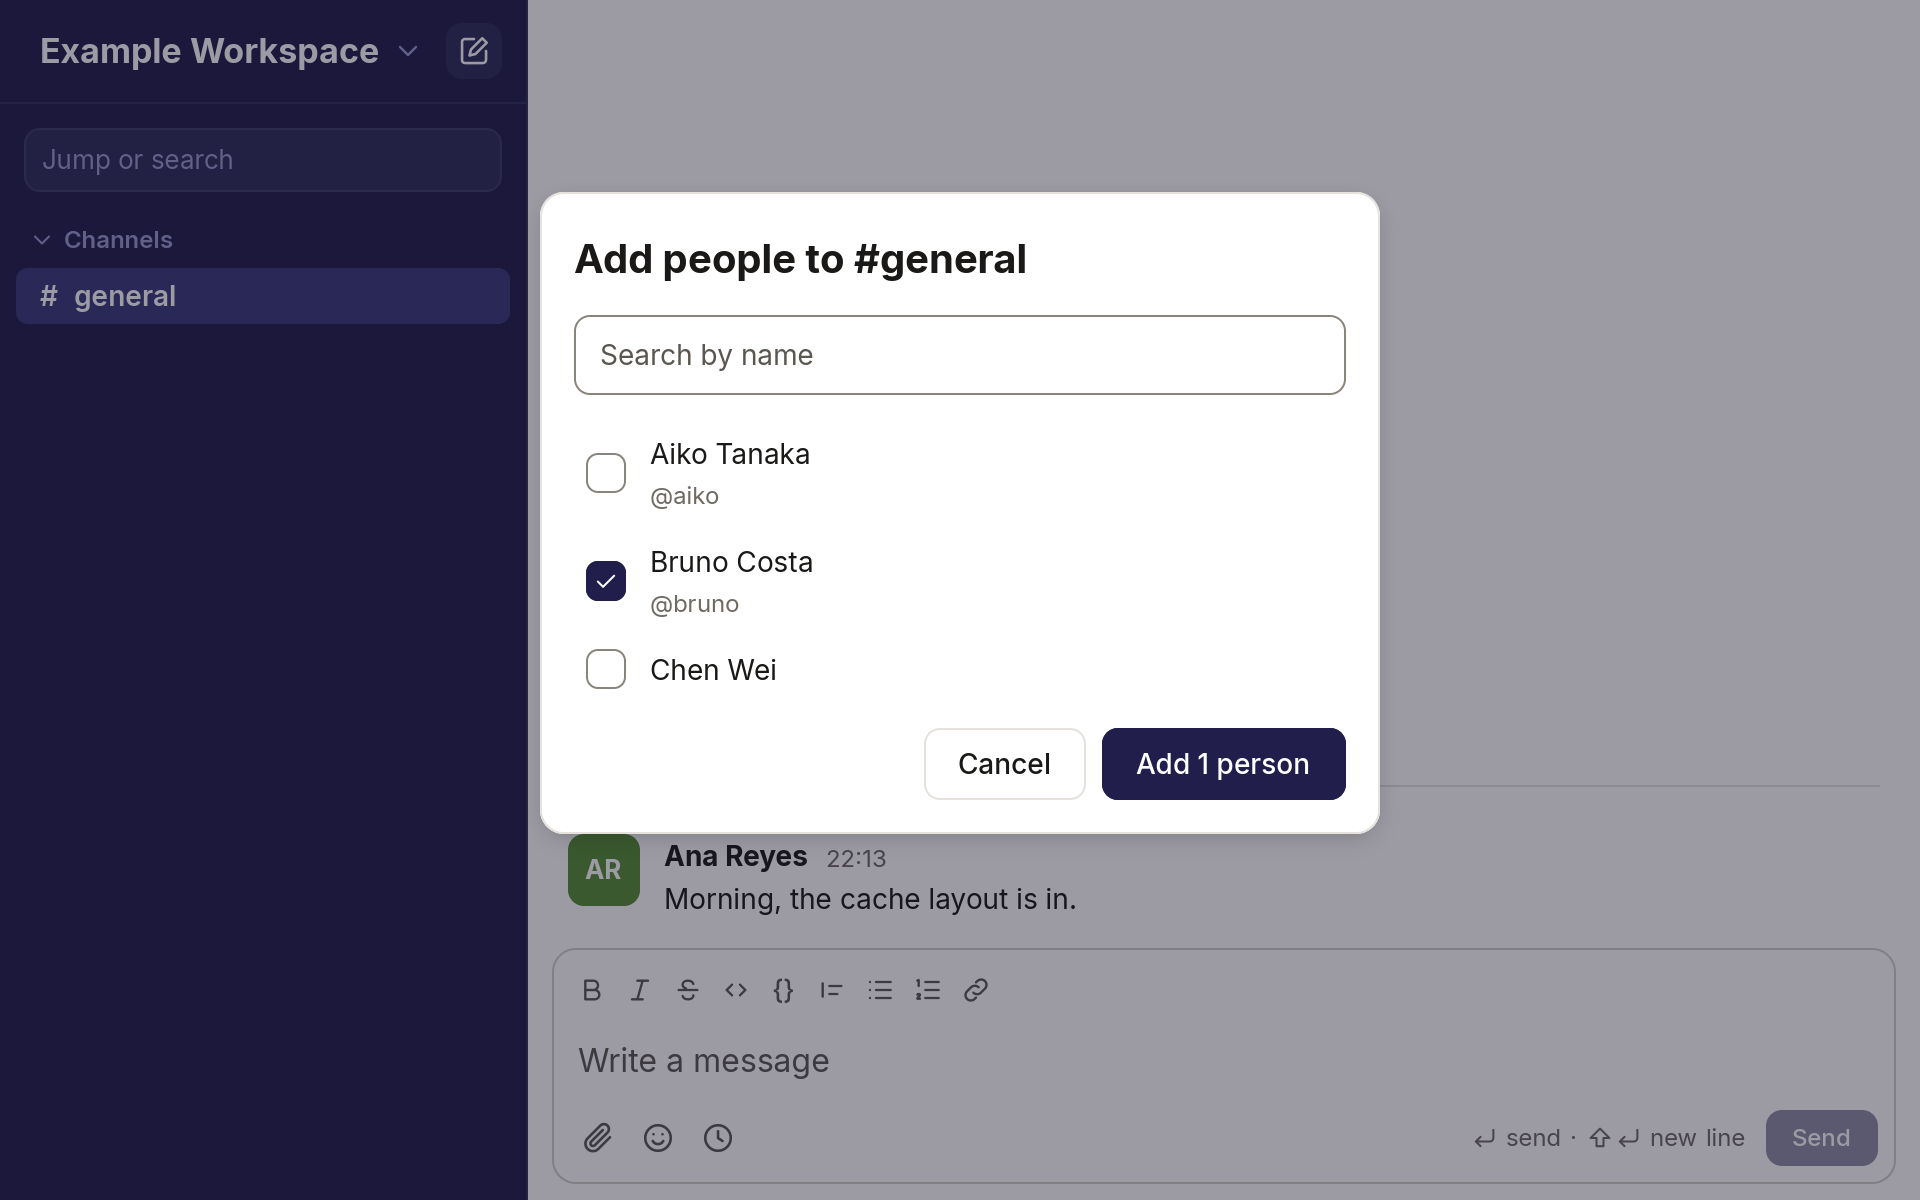 Example Workspace
Jump or search
Channels
# general
Add people to #general
Search by name
Aiko Tanaka
@aiko
Bruno Costa
@bruno
Chen Wei
Cancel
Add 1 person
AR
Ana Reyes 22:13
Morning, the cache layout is in.
Write a message
send · new line
Send